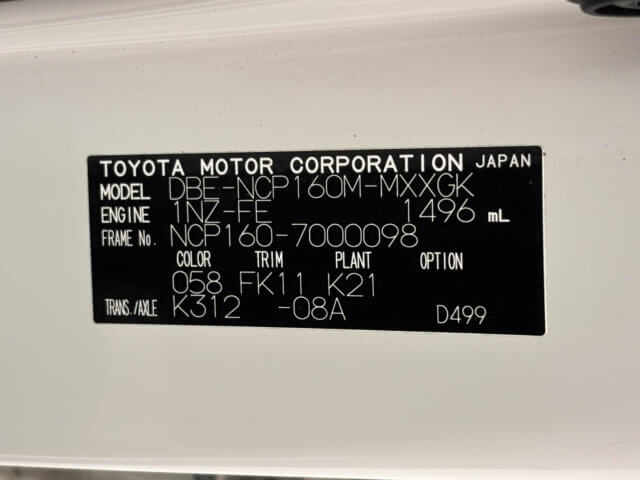 TOYOTA MOTOR CORPORATION JAPAN
MODEL DBE-NCP160M-MXXGK
ENGINE 1NZ-FE 1496 mL
FRAME No. NCP160-7000098
COLOR TRIM PLANT OPTION
058 FK11 K21
TRANS./AXLE K312 -08A D499